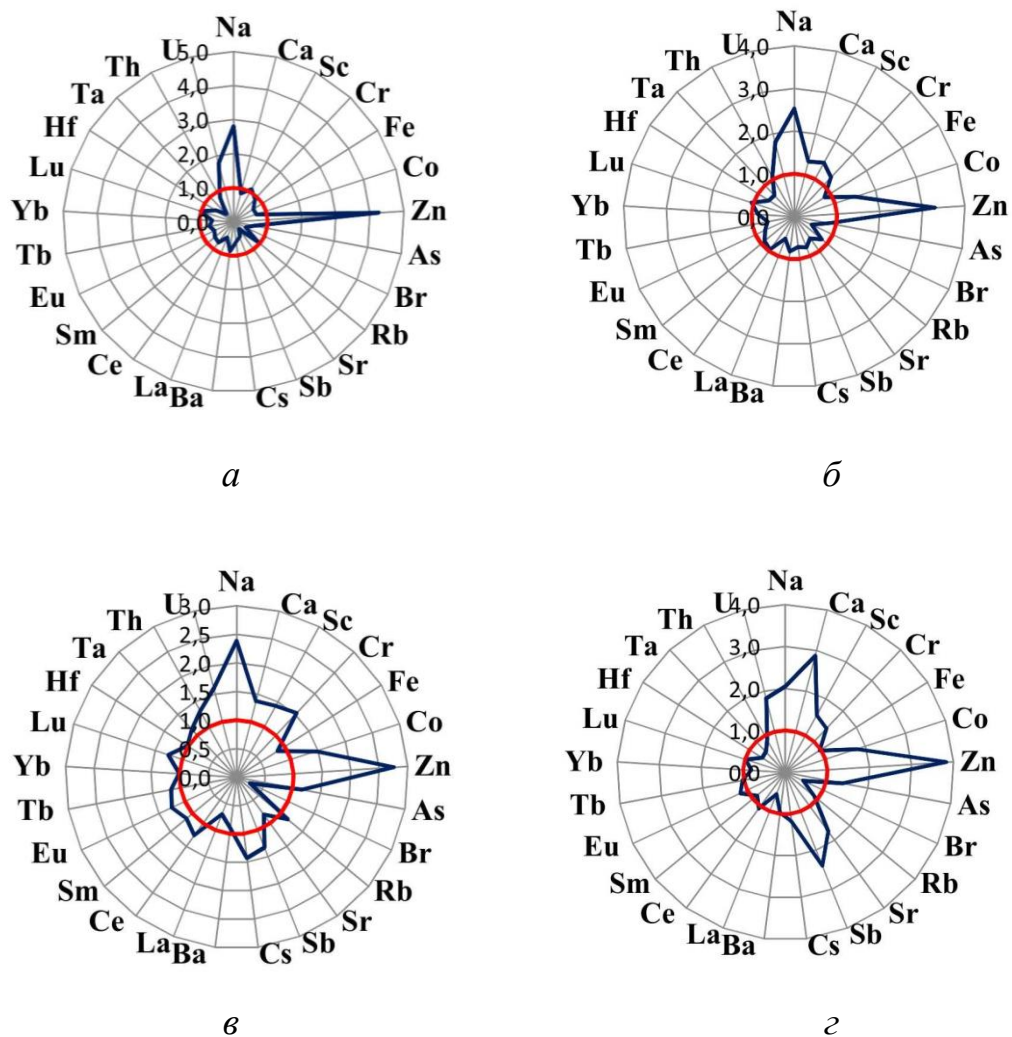 Na
Ca
Sc
Cr
Fe
Co
Zn
As
Br
Rb
Sr
Sb
Cs
Ba
La
Ce
Sm
Eu
Tb
Yb
Lu
Hf
Ta
Th
U
5,0
4,0
3,0
2,0
1,0
0,0
а
Na
Ca
Sc
Cr
Fe
Co
Zn
As
Br
Rb
Sr
Sb
Cs
Ba
La
Ce
Sm
Eu
Tb
Yb
Lu
Hf
Ta
Th
U
4,0
3,0
2,0
1,0
0,0
б
Na
Ca
Sc
Cr
Fe
Co
Zn
As
Br
Rb
Sr
Sb
Cs
Ba
La
Ce
Sm
Eu
Tb
Yb
Lu
Hf
Ta
Th
U
3,0
2,5
2,0
1,5
1,0
0,5
0,0
в
Na
Ca
Sc
Cr
Fe
Co
Zn
As
Br
Rb
Sr
Sb
Cs
Ba
La
Ce
Sm
Eu
Tb
Yb
Lu
Hf
Ta
Th
U
4,0
3,0
2,0
1,0
0,0
г